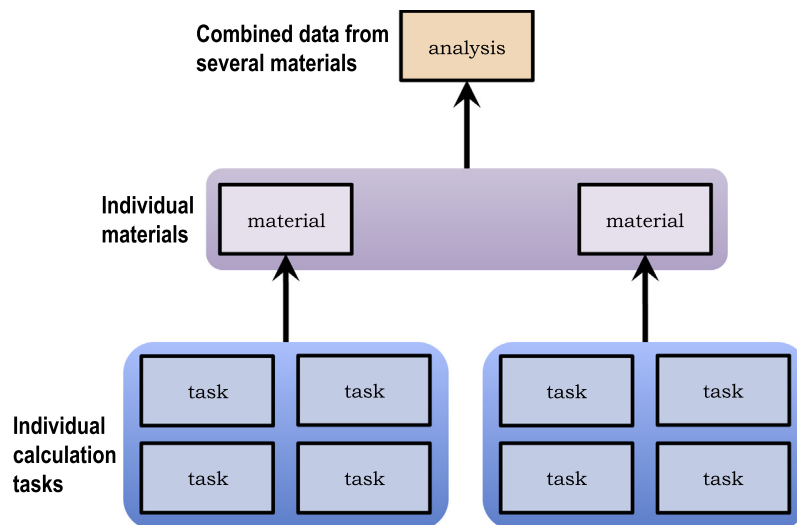 Combined data from
several materials
analysis
Individual
materials
material
material
task
task
task
task
Individual
calculation
tasks
task
task
task
task